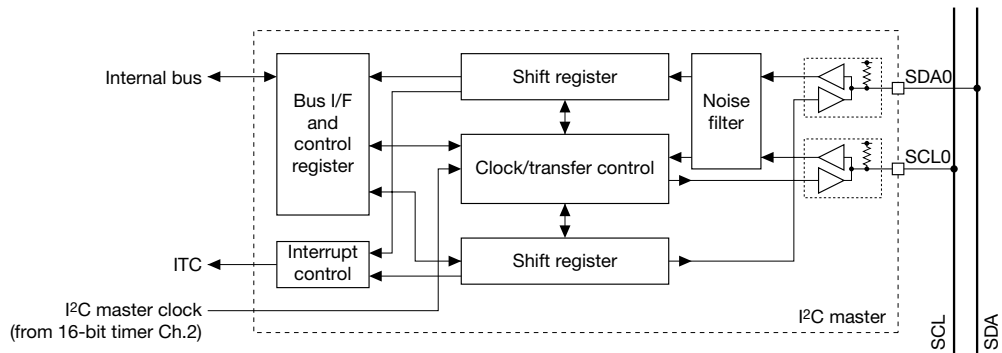 Internal bus
Bus I/F
and
control
register
Shift register
Noise
filter
SDA0
Clock/transfer control
SCL0
Interrupt
control
Shift register
ITC
I²C master clock
(from 16-bit timer Ch.2)
I²C master
SCL
SDA